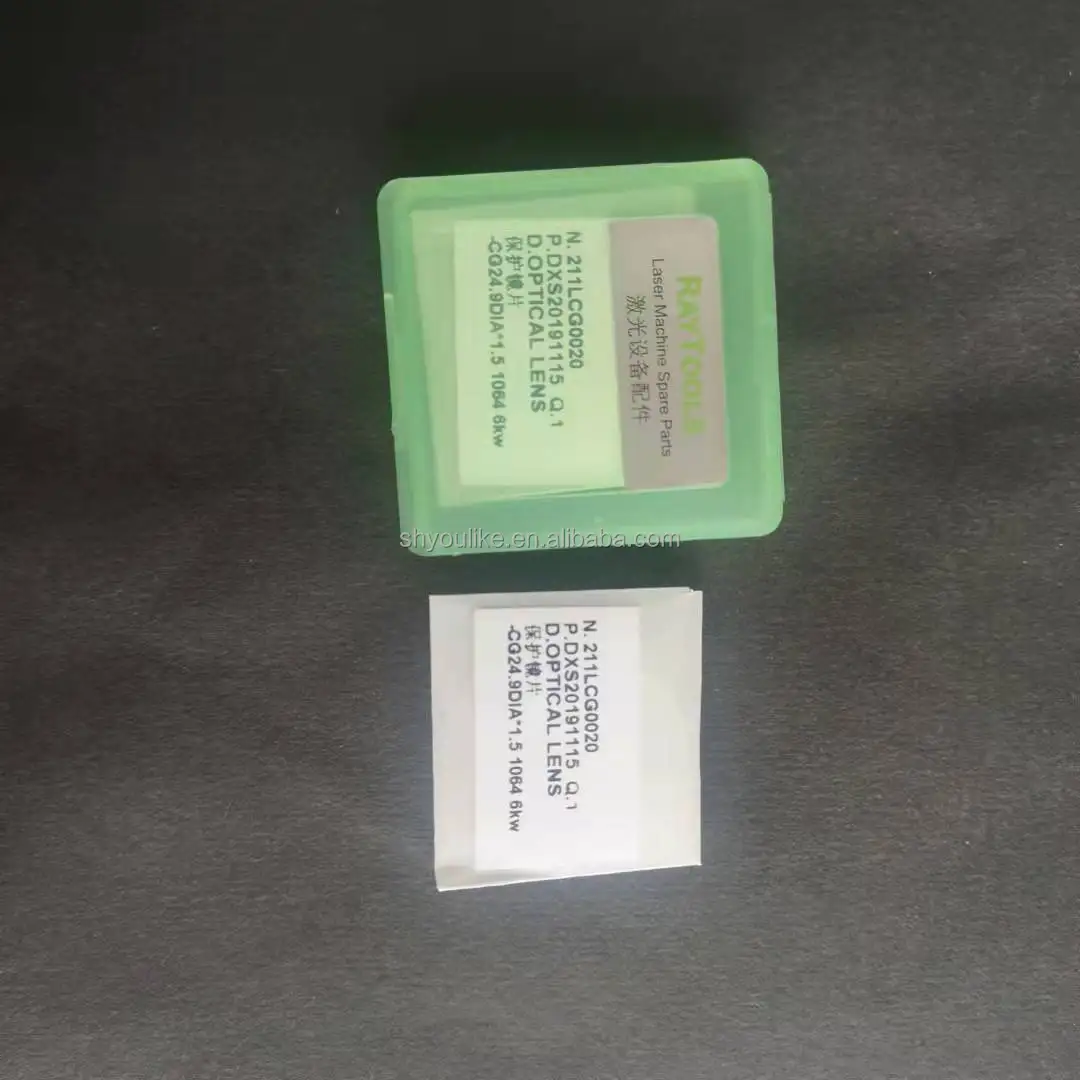 RAYTOOLS
Laser Machine Spare Parts
激光设备配件
N. 211LCG0020
P.DXS20191115 Q.1
D.OPTICAL LENS
保护镜片
-CG24.9DIA*1.5 1064 6kw
shyoulike.en.alibaba.com
N. 211LCG0020
P.DXS20191115 Q.1
D.OPTICAL LENS
保护镜片
-CG24.9DIA*1.5 1064 6kw